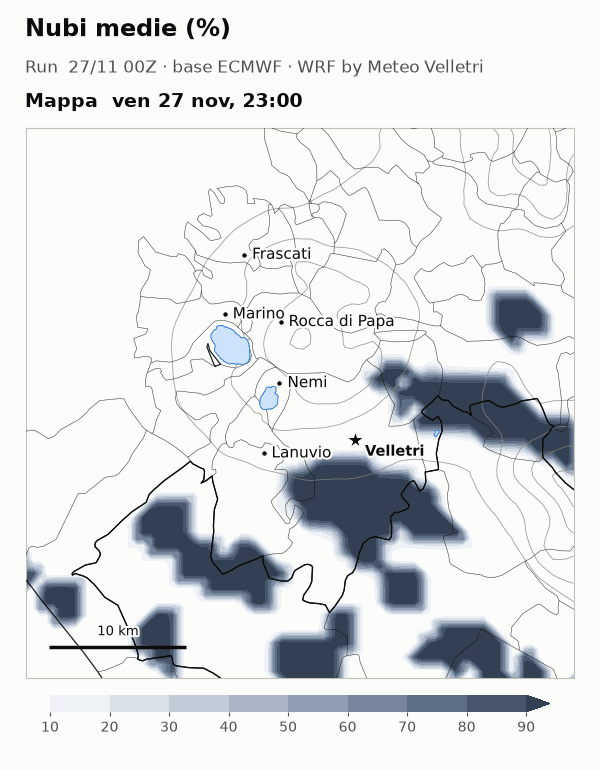 Nubi medie (%)
Run  27/11 00Z · base ECMWF · WRF by Meteo Velletri
Mappa  ven 27 nov, 23:00
Frascati
Marino
Rocca di Papa
Nemi
Velletri
Lanuvio
10 km
10 20 30 40 50 60 70 80 90